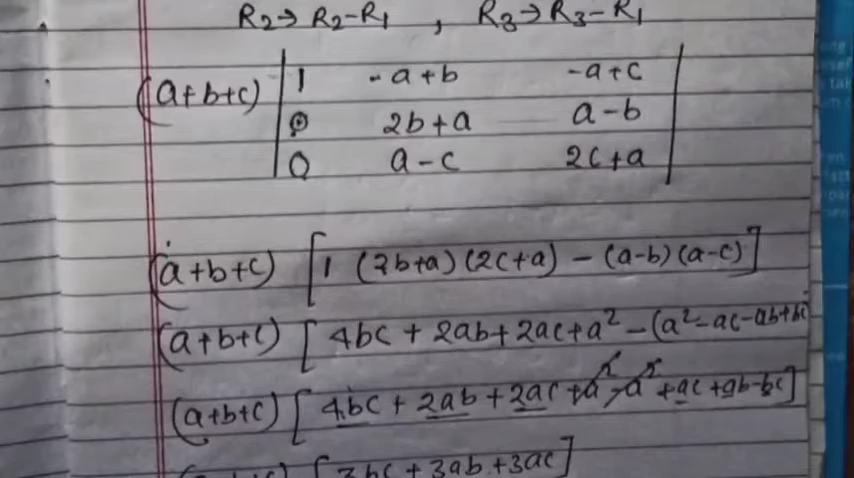 R2→ R2-R1 , R3→R3-R1
(a+b+c) | 1 -a+b -a+c |
0 2b+a a-b
0 a-c 2c+a
(a+b+c) [1 (2b+a) (2c+a) - (a-b) (a-c)]
(a+b+c) [4bc + 2ab+2ac+a² -(a²-ac-ab+bc
(a+b+c) [4bc + 2ab + 2ac +a²-a² +ac +ab-bc]
[3bc + 3ab +3ac]